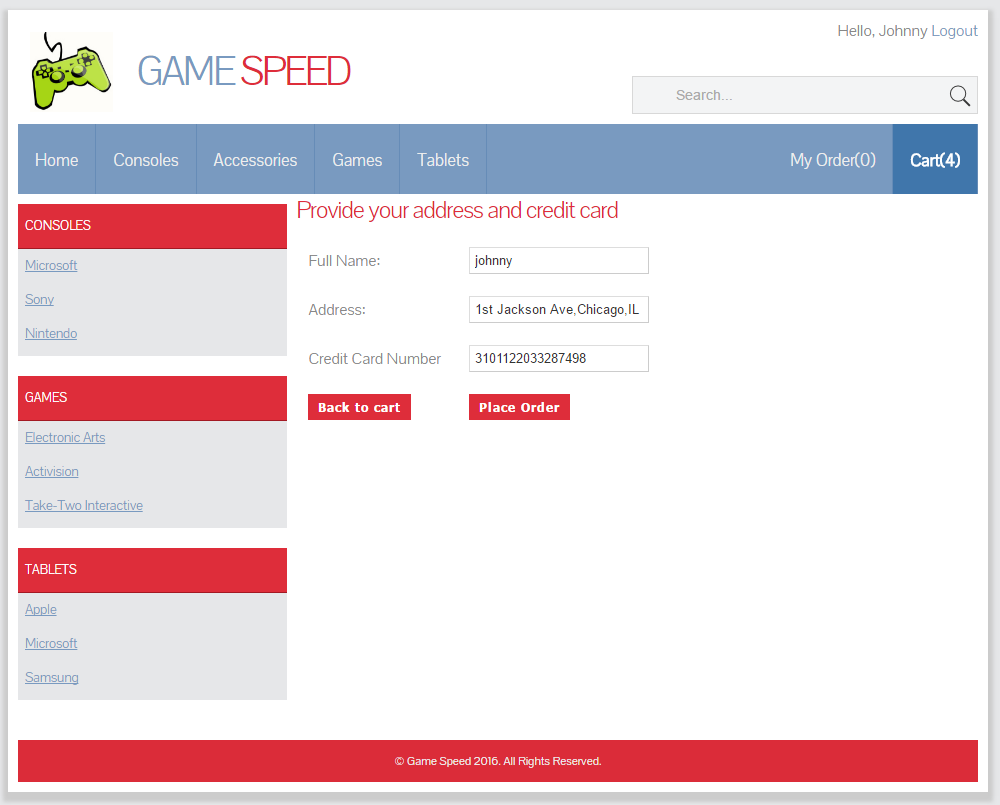 Hello, Johnny Logout
GAME SPEED
Search...
Home Consoles Accessories Games Tablets My Order(0) Cart(4)
CONSOLES
Microsoft
Sony
Nintendo
GAMES
Electronic Arts
Activision
Take-Two Interactive
TABLETS
Apple
Microsoft
Samsung
Provide your address and credit card
Full Name: johnny
Address: 1st Jackson Ave,Chicago,IL
Credit Card Number 3101122033287498
Back to cart Place Order
© Game Speed 2016. All Rights Reserved.